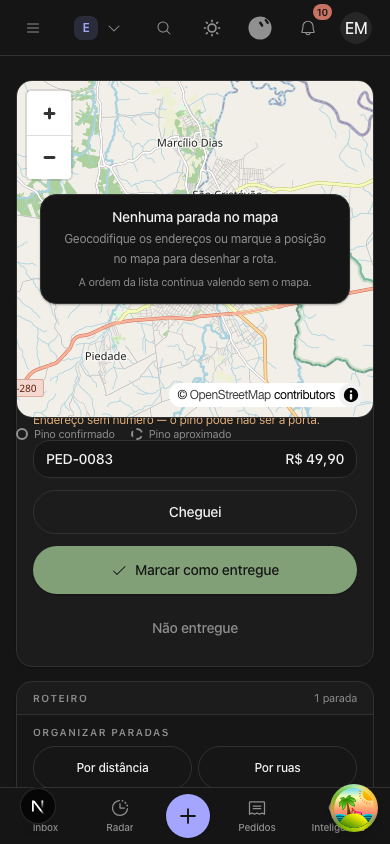 E
10
EM
+
Marcílio Dias
−
Nenhuma parada no mapa
Geocodifique os endereços ou marque a posição
no mapa para desenhar a rota.
A ordem da lista continua valendo sem o mapa.
Piedade
-280
© OpenStreetMap contributors
Endereço sem número — o pino pode não ser a porta.
Pino confirmado
Pino aproximado
PED-0083 R$ 49,90
Cheguei
Marcar como entregue
Não entregue
ROTEIRO 1 parada
ORGANIZAR PARADAS
Por distância Por ruas
N
Inbox Radar + Pedidos